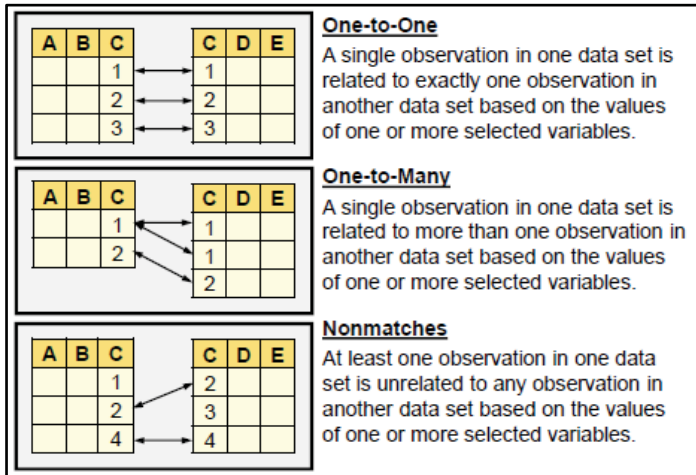 One-to-One
A B C
C D E
A single observation in one data set is
related to exactly one observation in
another data set based on the values
of one or more selected variables.
1 1
2 2
3 3
One-to-Many
A B C
C D E
A single observation in one data set is
related to more than one observation in
another data set based on the values
of one or more selected variables.
1 1
2 1
2
Nonmatches
A B C
C D E
At least one observation in one data
set is unrelated to any observation in
another data set based on the values
of one or more selected variables.
1 2
2 3
4 4